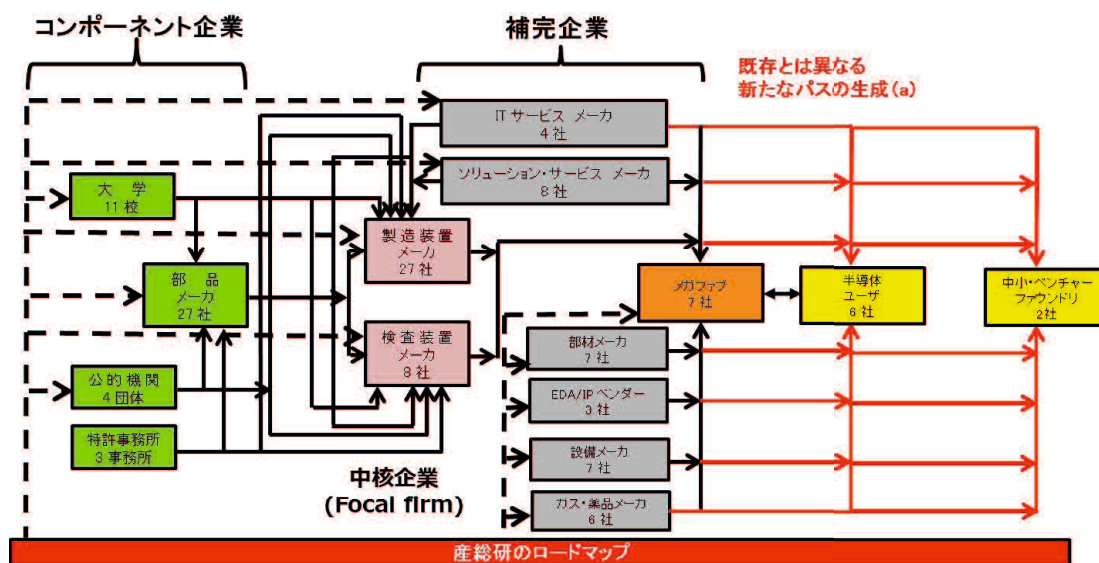 コンポーネント企業
補完企業
既存とは異なる
新たなパスの生成(a)
ITサービス メーカ
4社
ソリューション・サービス メーカ
8社
大 学
11校
製造装置
メーカ
27社
部 品
メーカ
27社
メガファブ
7社
半導体
ユーザ
6社
中小・ベンチャー
ファウンドリ
2社
検査装置
メーカ
8社
部材メーカ
7社
公的機関
4団体
EDA/IPベンダー
3社
特許事務所
3事務所
設備メーカ
7社
中核企業
(Focal firm)
ガス・薬品メーカ
6社
産総研のロードマップ